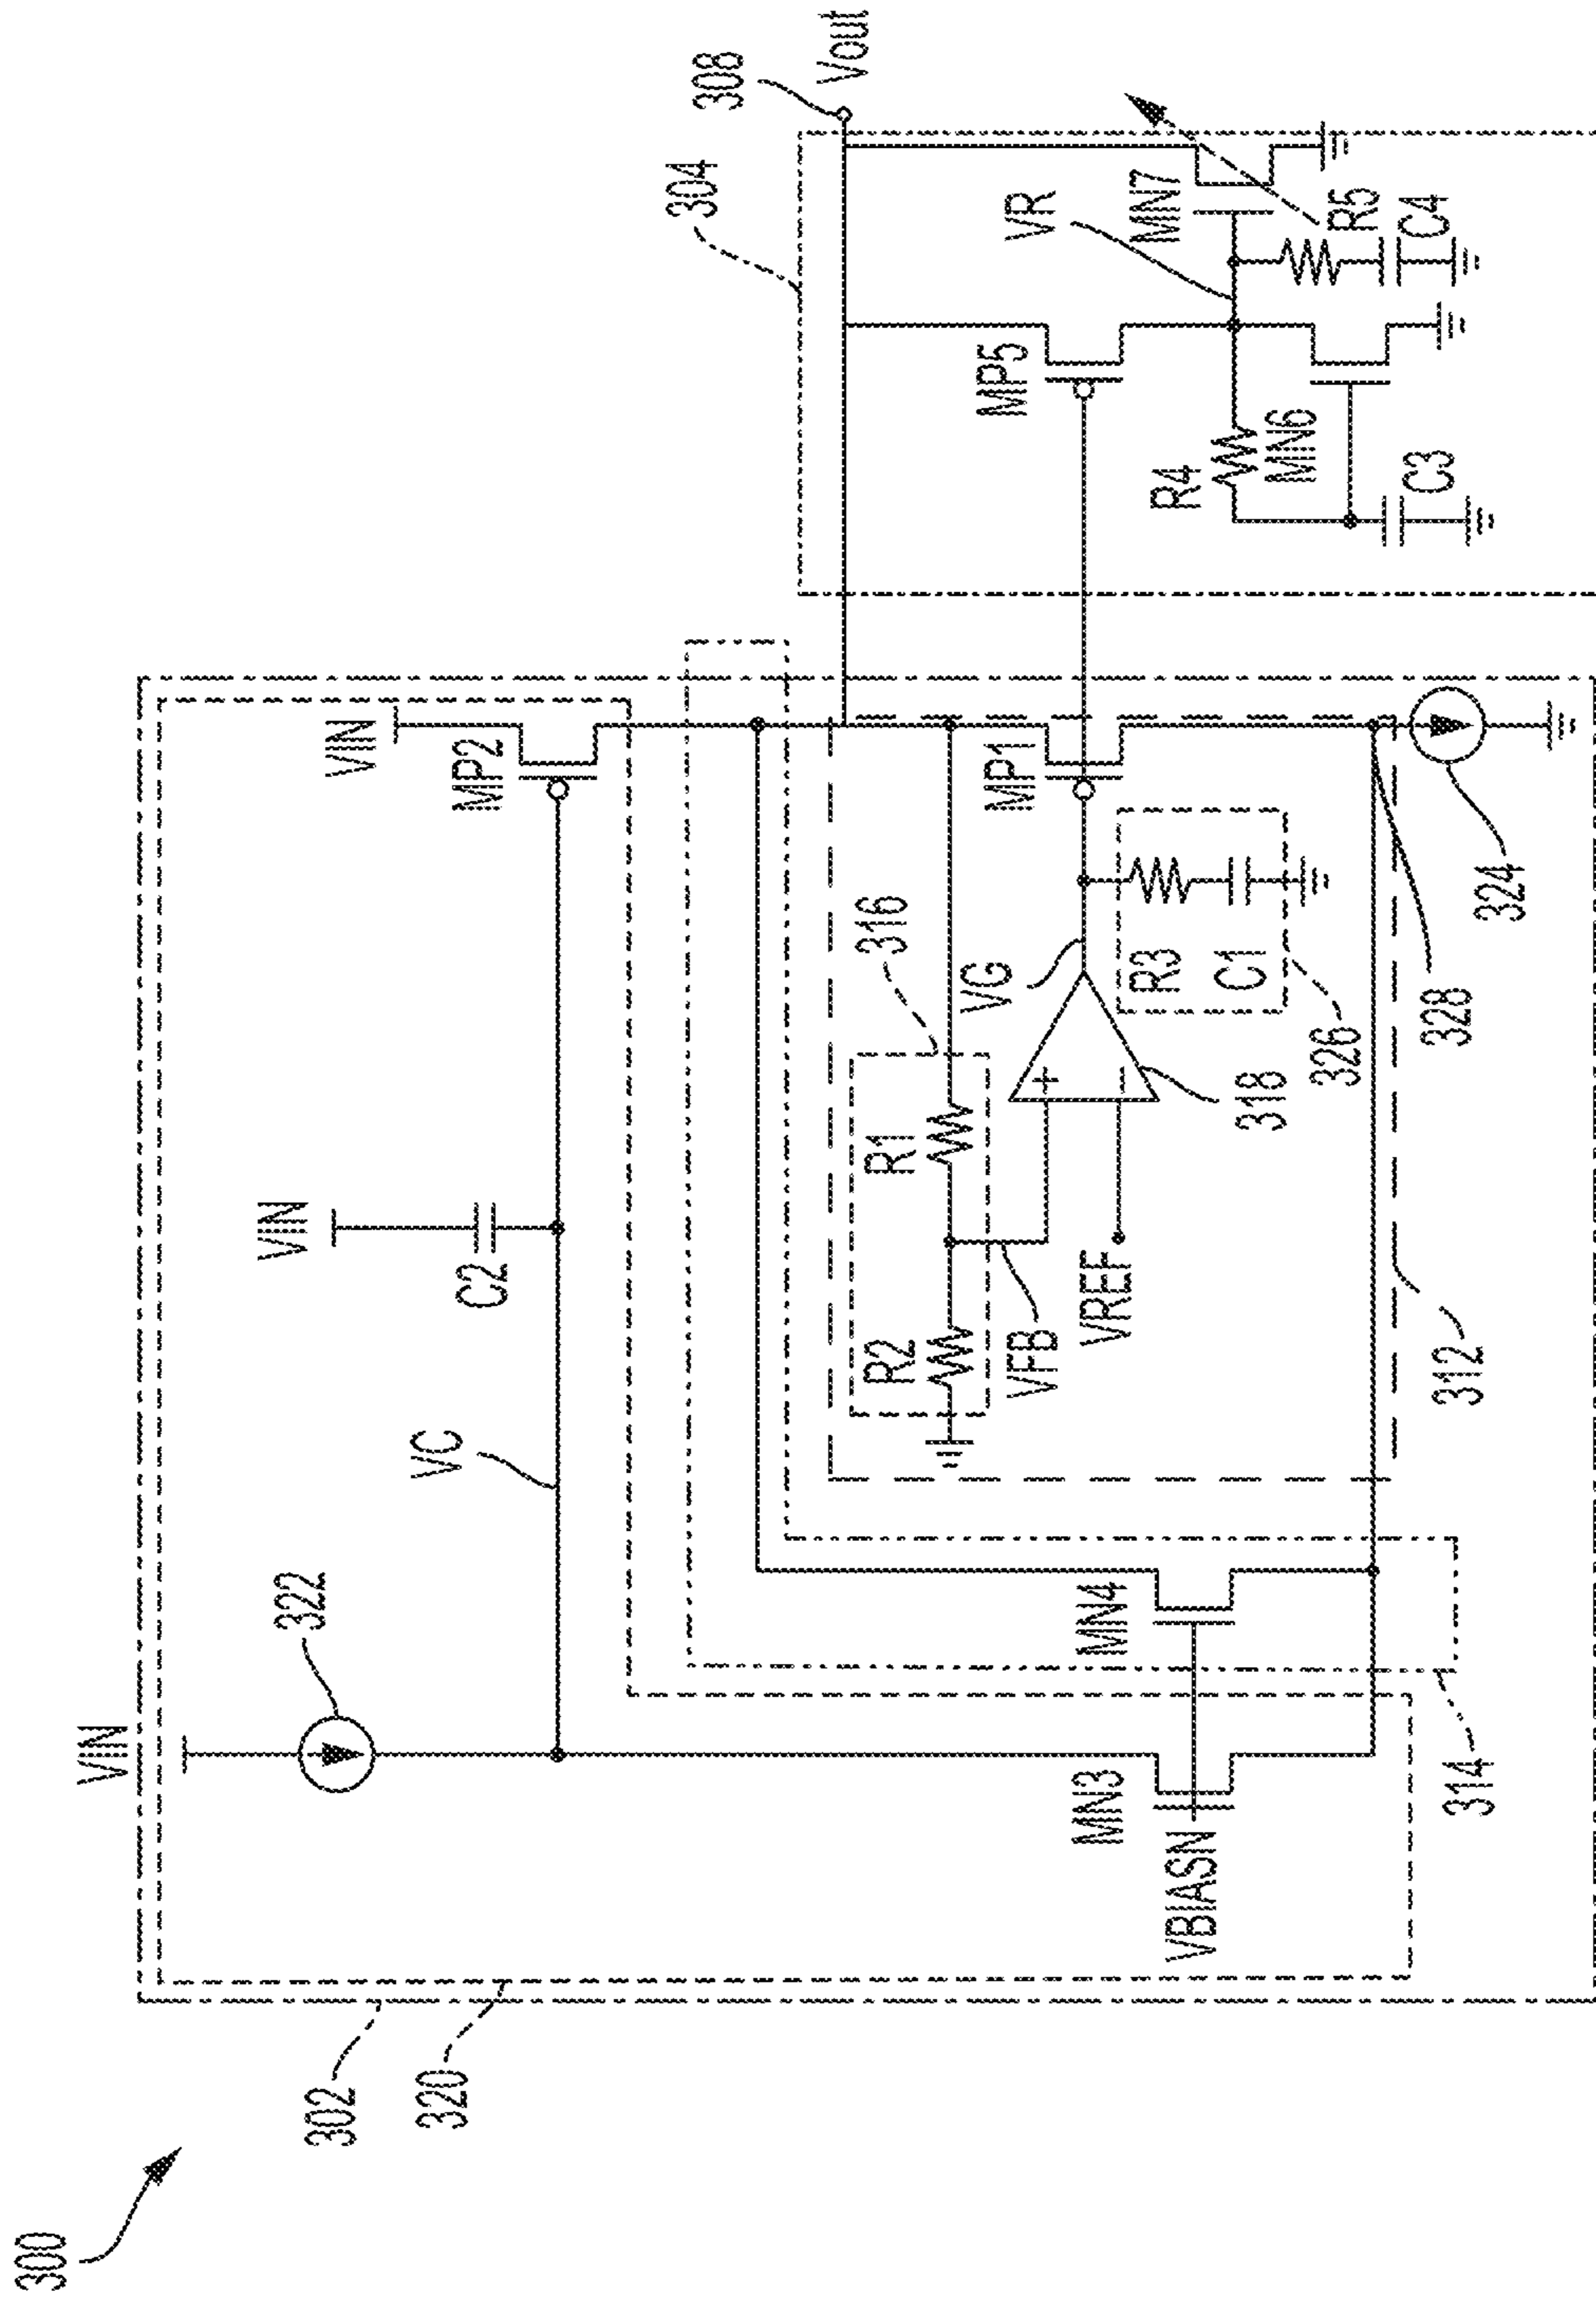 300
302
320
VIN
322
VC
VIN
C2
VIN
MP2
304
308
Vout
MN3
VBIASN
MN4
314
316
R2
R1
VFB
VREF
VG
318
R3
C1
326
MP1
312
328
324
MP5
R4
MN6
C3
VR
MN7
R5
C4